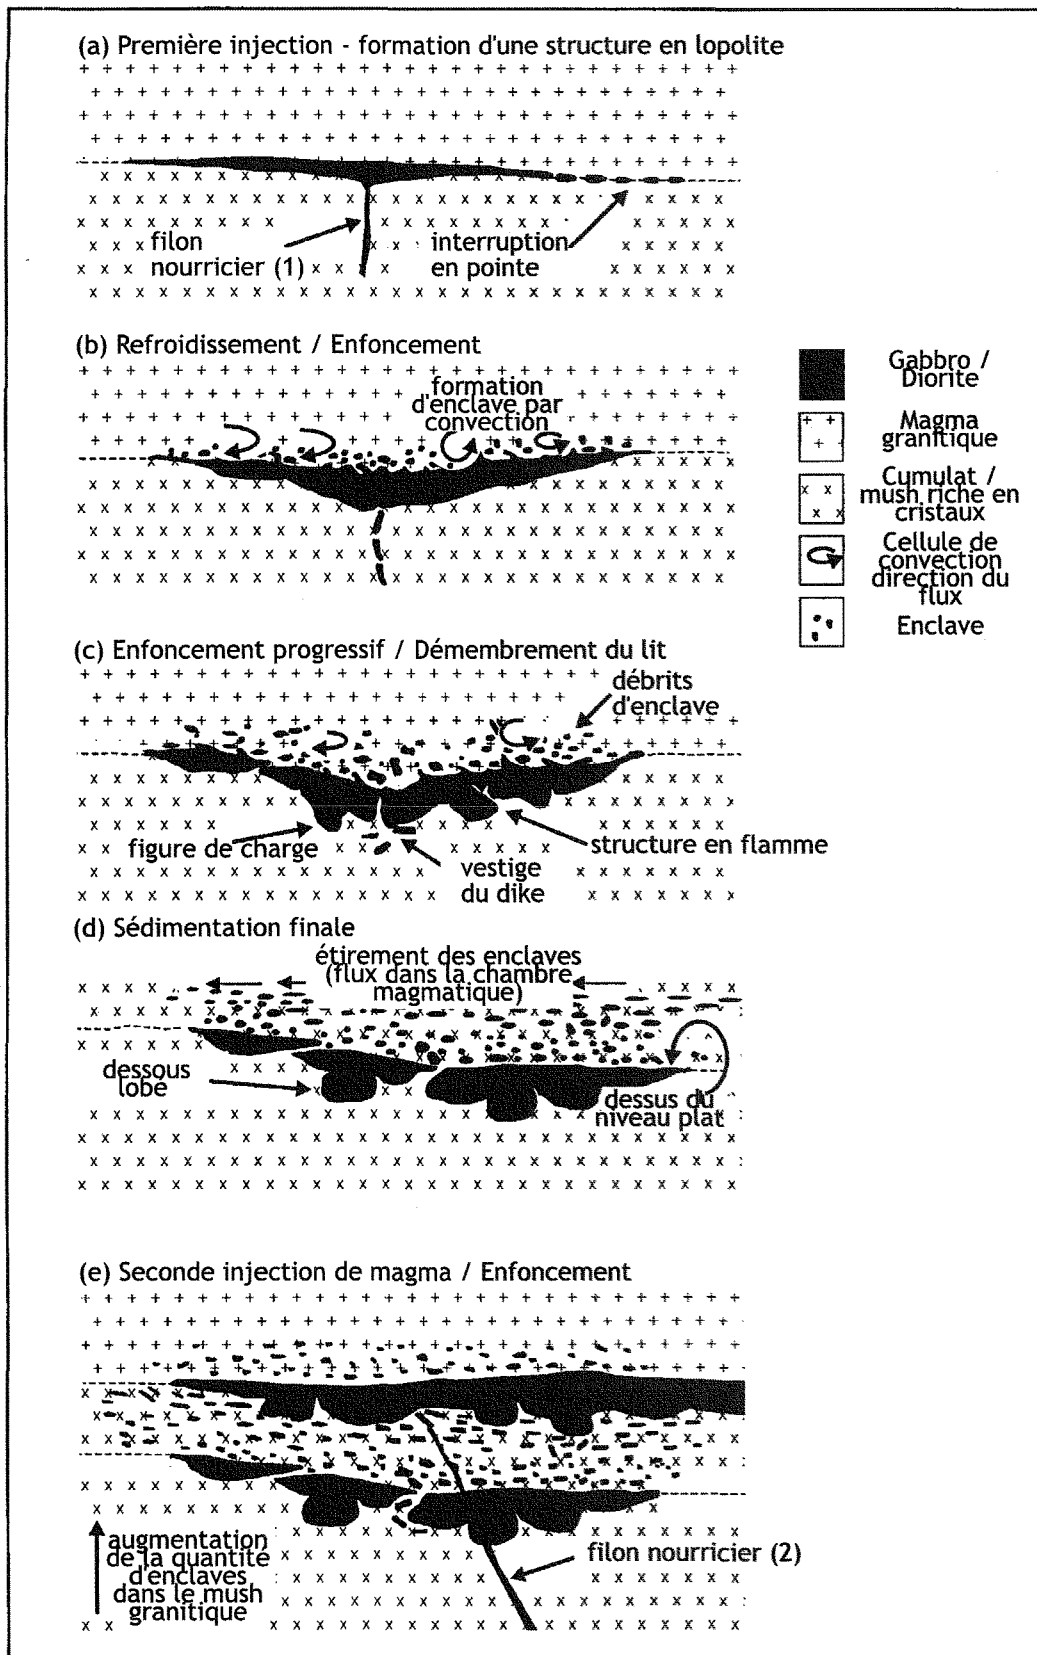 (a) Première injection - formation d'une structure en lopolite
filon
nourricier (1)
interruption
en pointe
(b) Refroidissement / Enfoncement
formation
d'enclave par
convection
Gabbro /
Diorite
Magma
granitique
Cumulat /
mush riche en
cristaux
Cellule de
convection
direction du
flux
Enclave
(c) Enfoncement progressif / Démembrement du lit
débrits
d'enclave
figure de charge
structure en flamme
vestige
du dike
(d) Sédimentation finale
étirement des enclaves
(flux dans la chambre
magmatique)
dessous
lobé
dessus du
niveau plat
(e) Seconde injection de magma / Enfoncement
augmentation
de la quantité
d'enclaves
dans le mush
granitique
filon nourricier (2)